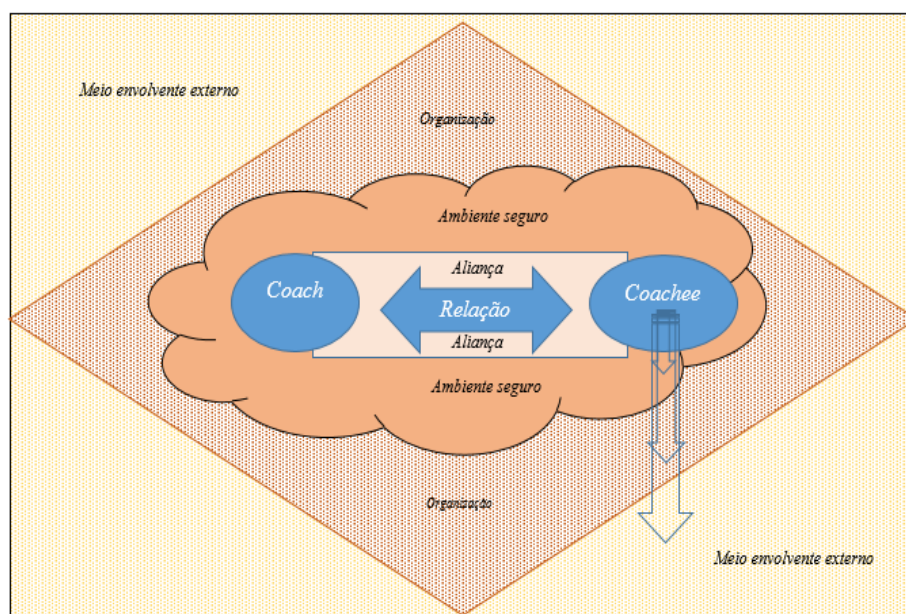 Meio envolvente externo
Organização
Ambiente seguro
Aliança
Coach
Relação
Coachee
Aliança
Ambiente seguro
Organização
Meio envolvente externo